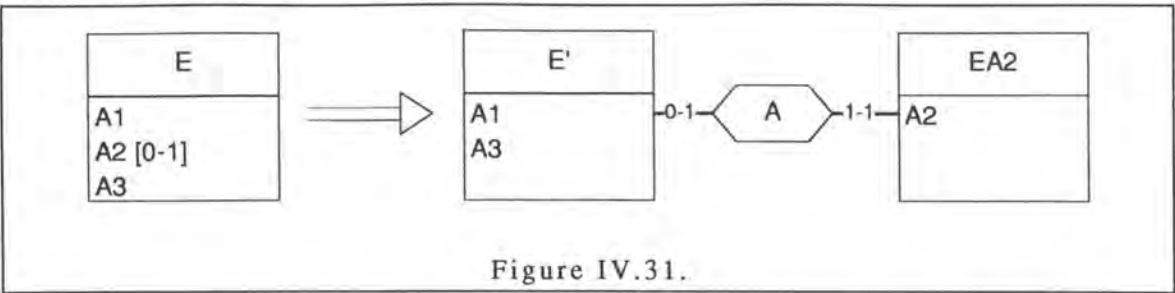 E
A1
A2 [0-1]
A3
E'
A1
A3
0-1
A
1-1
EA2
A2
Figure IV.31.